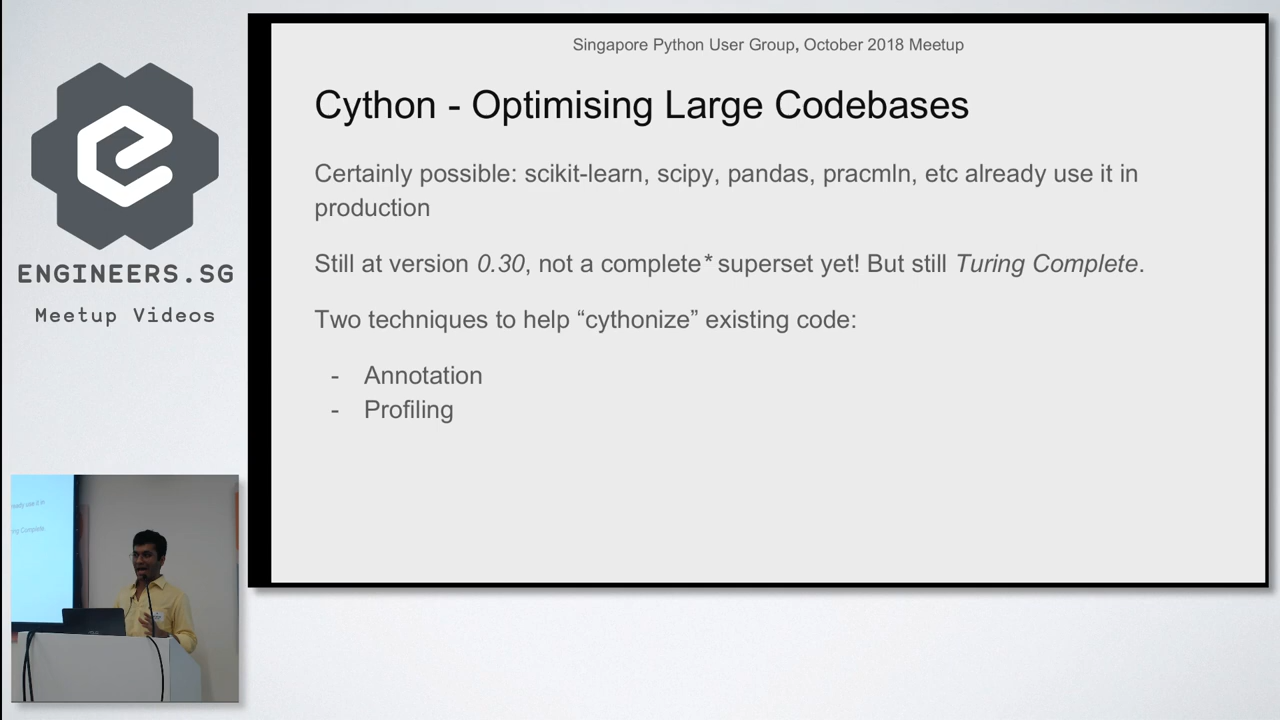 Singapore Python User Group, October 2018 Meetup
Cython - Optimising Large Codebases
Certainly possible: scikit-learn, scipy, pandas, pracmln, etc already use it in
production
Still at version 0.30, not a complete* superset yet! But still Turing Complete.
Two techniques to help “cythonize” existing code:
- Annotation
- Profiling
ENGINEERS.SG
Meetup Videos